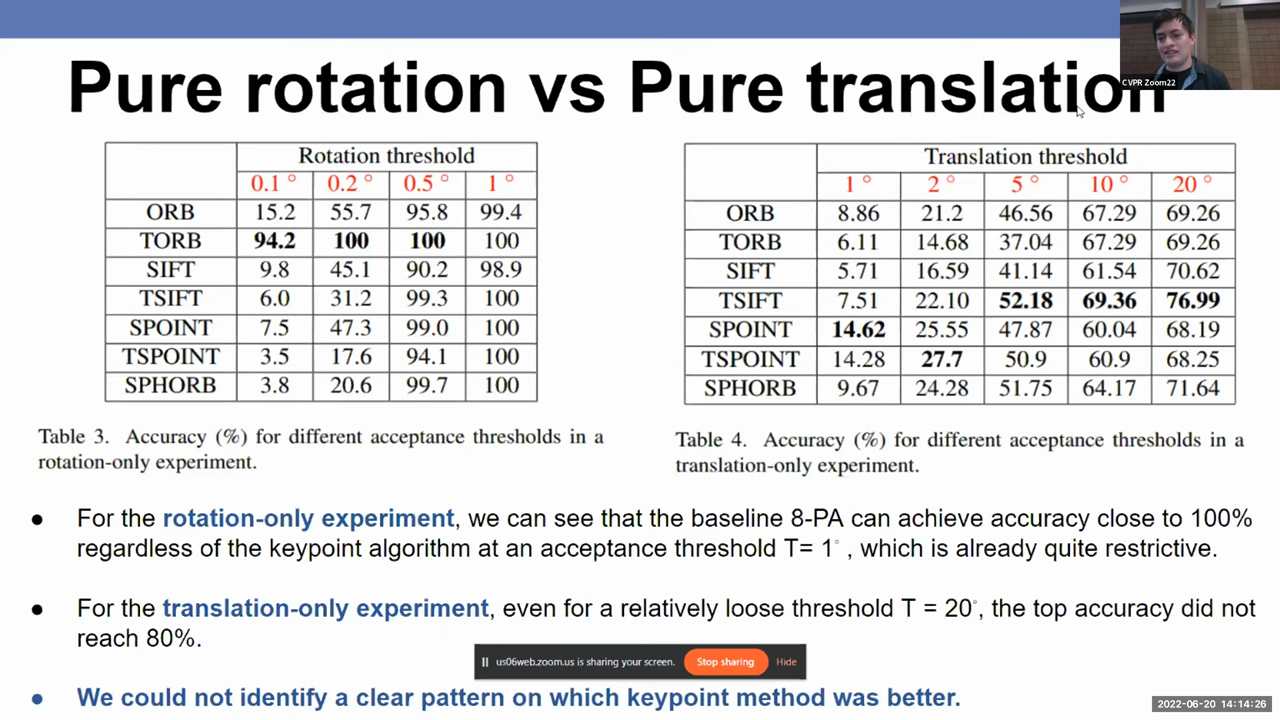 Pure rotation vs Pure translation
CVPR Zoom22
Rotation threshold
0.1 ° 0.2 ° 0.5 ° 1 °
ORB 15.2 55.7 95.8 99.4
TORB 94.2 100 100 100
SIFT 9.8 45.1 90.2 98.9
TSIFT 6.0 31.2 99.3 100
SPOINT 7.5 47.3 99.0 100
TSPOINT 3.5 17.6 94.1 100
SPHORB 3.8 20.6 99.7 100
Table 3. Accuracy (%) for different acceptance thresholds in a
rotation-only experiment.
Translation threshold
1 ° 2 ° 5 ° 10 ° 20 °
ORB 8.86 21.2 46.56 67.29 69.26
TORB 6.11 14.68 37.04 67.29 69.26
SIFT 5.71 16.59 41.14 61.54 70.62
TSIFT 7.51 22.10 52.18 69.36 76.99
SPOINT 14.62 25.55 47.87 60.04 68.19
TSPOINT 14.28 27.7 50.9 60.9 68.25
SPHORB 9.67 24.28 51.75 64.17 71.64
Table 4. Accuracy (%) for different acceptance thresholds in a
translation-only experiment.
● For the rotation-only experiment, we can see that the baseline 8-PA can achieve accuracy close to 100%
regardless of the keypoint algorithm at an acceptance threshold T= 1° , which is already quite restrictive.
● For the translation-only experiment, even for a relatively loose threshold T = 20°, the top accuracy did not
reach 80%.
us06web.zoom.us is sharing your screen. Stop sharing Hide
● We could not identify a clear pattern on which keypoint method was better.
2022-06-20 14:14:26